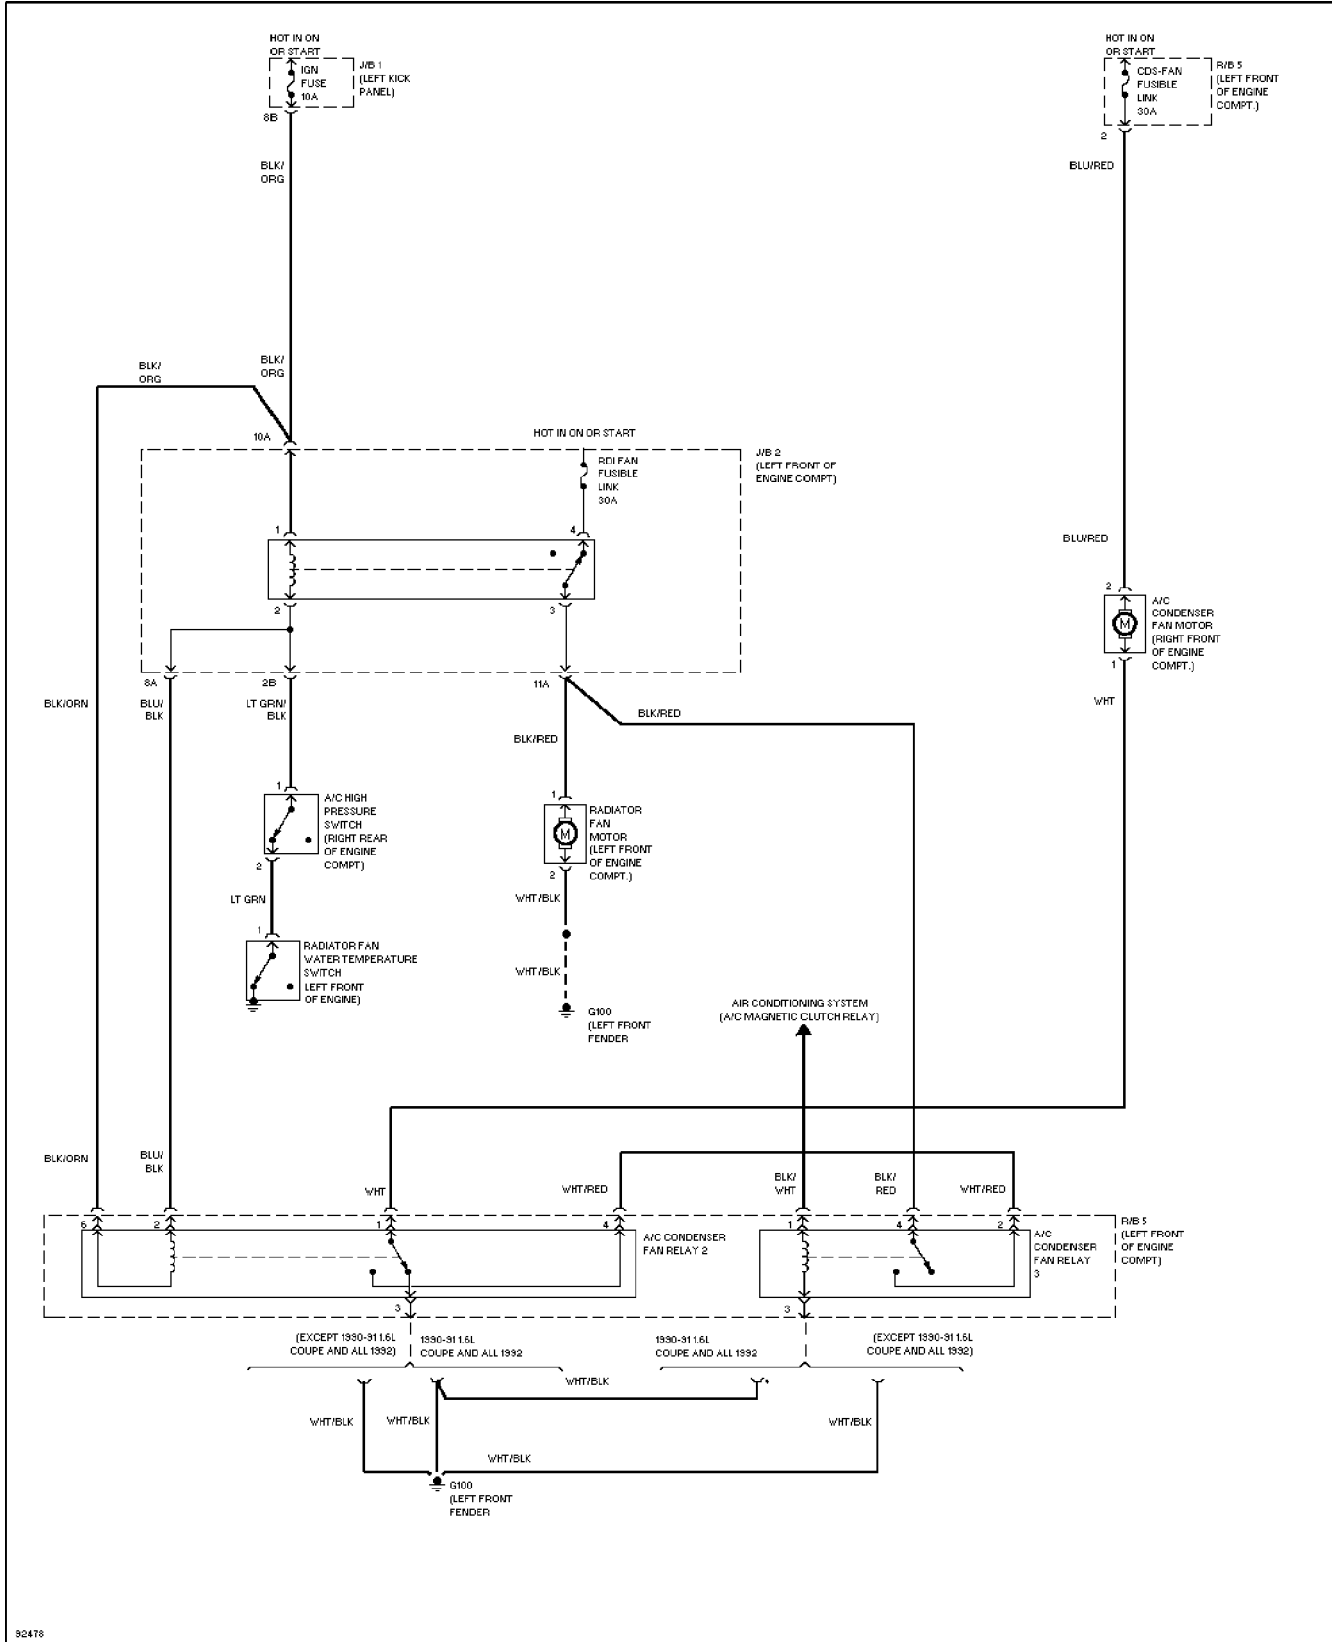 HOT IN ON
OR START
IGN
FUSE
10A
J/B 1
(LEFT KICK
PANEL)
8B
HOT IN ON
OR START
CDS-FAN
FUSIBLE
LINK
30A
R/B 5
(LEFT FRONT
OF ENGINE
COMPT.)
2
BLK/
ORG
BLU/RED
BLK/
ORG
BLK/
ORG
10A
HOT IN ON OR START
RDI FAN
FUSIBLE
LINK
30A
J/B 2
(LEFT FRONT OF
ENGINE COMPT)
1
4
2
3
BLU/RED
2
A/C
CONDENSER
FAN MOTOR
(RIGHT FRONT
OF ENGINE
COMPT.)
M
1
8A
2B
11A
BLK/ORN
BLU/
BLK
LT GRN/
BLK
BLK/RED
BLK/RED
WHT
1
A/C HIGH
PRESSURE
SWITCH
(RIGHT REAR
OF ENGINE
COMPT)
2
1
M
RADIATOR
FAN
MOTOR
(LEFT FRONT
OF ENGINE
COMPT.)
2
LT GRN
WHT/BLK
1
RADIATOR FAN
WATER TEMPERATURE
SWITCH
LEFT FRONT
OF ENGINE)
WHT/BLK
G100
(LEFT FRONT
FENDER
AIR CONDITIONING SYSTEM
(A/C MAGNETIC CLUTCH RELAY)
BLK/ORN
BLU/
BLK
WHT
WHT/RED
BLK/
WHT
BLK/
RED
WHT/RED
6
2
1
4
A/C CONDENSER
FAN RELAY 2
1
4
2
A/C
CONDENSER
FAN RELAY
3
R/B 5
(LEFT FRONT
OF ENGINE
COMPT)
3
3
(EXCEPT 1990-91 1.6L
COUPE AND ALL 1992)
1990-91 1.6L
COUPE AND ALL 1992
1990-91 1.6L
COUPE AND ALL 1992
(EXCEPT 1990-91 1.6L
COUPE AND ALL 1992)
WHT/BLK
WHT/BLK
WHT/BLK
WHT/BLK
WHT/BLK
G100
(LEFT FRONT
FENDER
92478